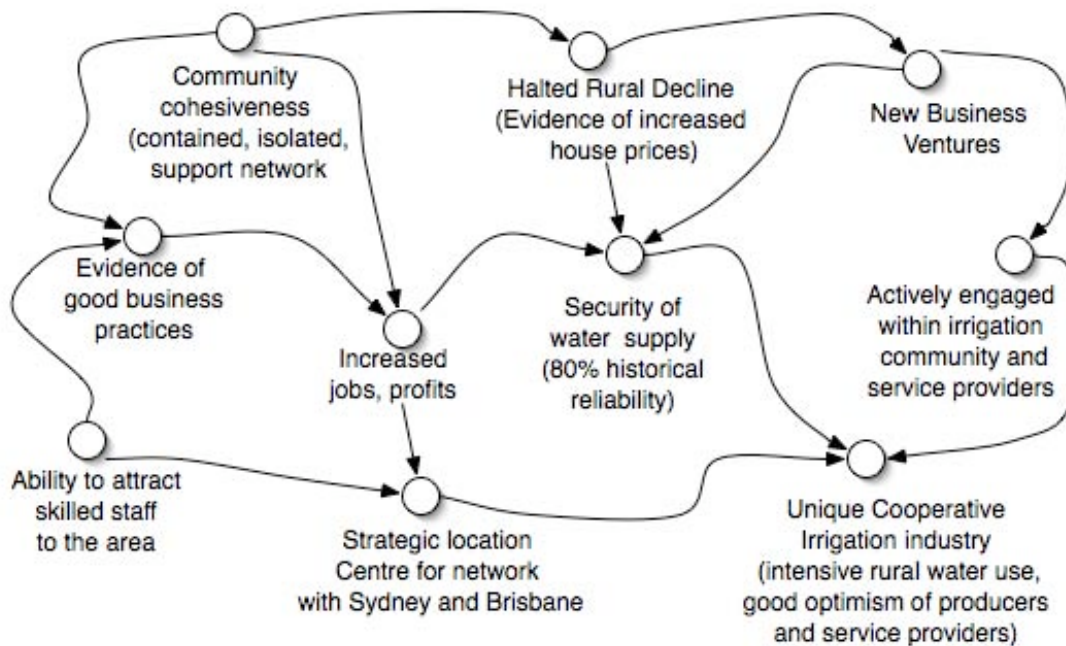 Community
cohesiveness
(contained, isolated,
support network
Halted Rural Decline
(Evidence of increased
house prices)
New Business
Ventures
Evidence of
good business
practices
Increased
jobs, profits
Security of
water supply
(80% historical
reliability)
Actively engaged
within irrigation
community and
service providers
Ability to attract
skilled staff
to the area
Strategic location
Centre for network
with Sydney and Brisbane
Unique Cooperative
Irrigation industry
(intensive rural water use,
good optimism of producers
and service providers)